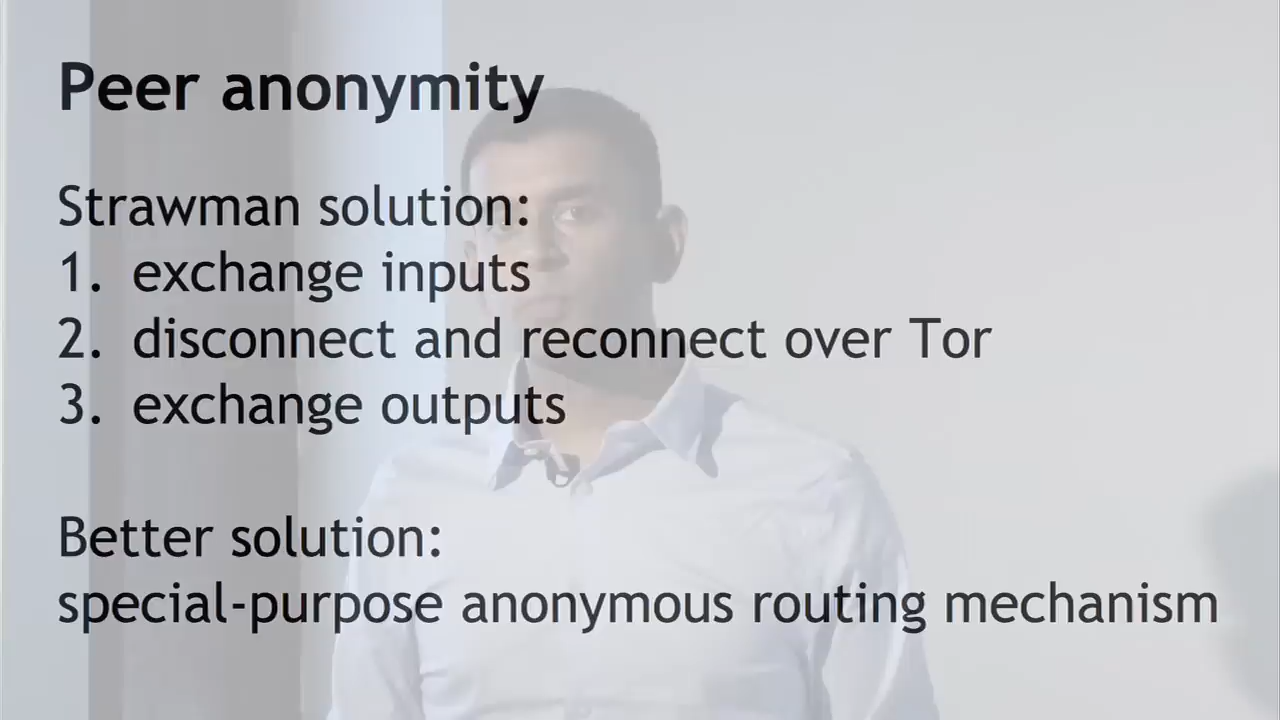 Peer anonymity
Strawman solution:
1. exchange inputs
2. disconnect and reconnect over Tor
3. exchange outputs
Better solution:
special-purpose anonymous routing mechanism